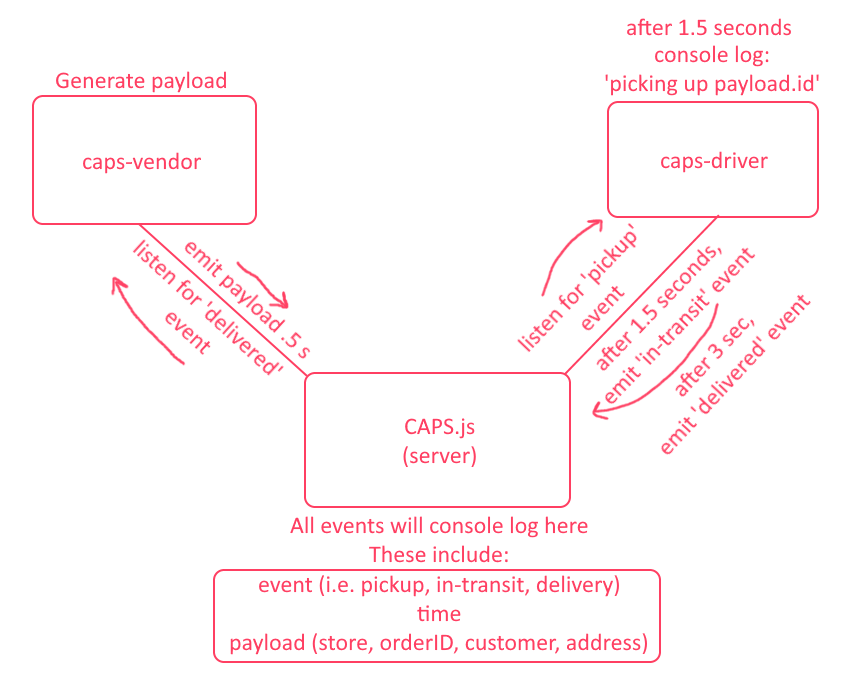 after 1.5 seconds
console log:
'picking up payload.id'
Generate payload
caps-vendor
caps-driver
emit payload .5 s
listen for 'delivered'
event
listen for 'pickup'
event
after 1.5 seconds,
emit 'in-transit' event
after 3 sec,
emit 'delivered' event
CAPS.js
(server)
All events will console log here
These include:
event (i.e. pickup, in-transit, delivery)
time
payload (store, orderID, customer, address)